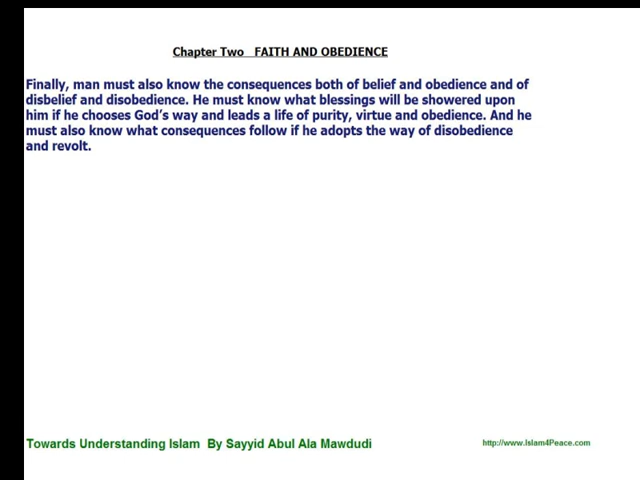 Chapter Two FAITH AND OBEDIENCE
Finally, man must also know the consequences both of belief and obedience and of
disbelief and disobedience. He must know what blessings will be showered upon
him if he chooses God's way and leads a life of purity, virtue and obedience. And he
must also know what consequences follow if he adopts the way of disobedience
and revolt.
Towards Understanding Islam By Sayyid Abul Ala Mawdudi
http://www.Islam4Peace.com